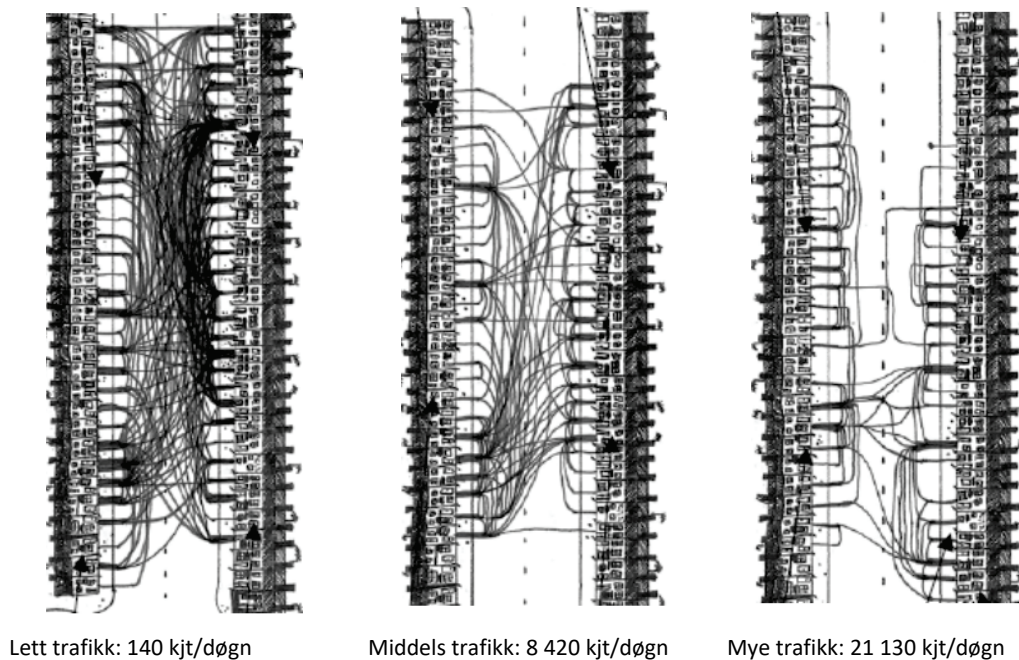 Lett trafikk: 140 kjt/døgn
Middels trafikk: 8 420 kjt/døgn
Mye trafikk: 21 130 kjt/døgn